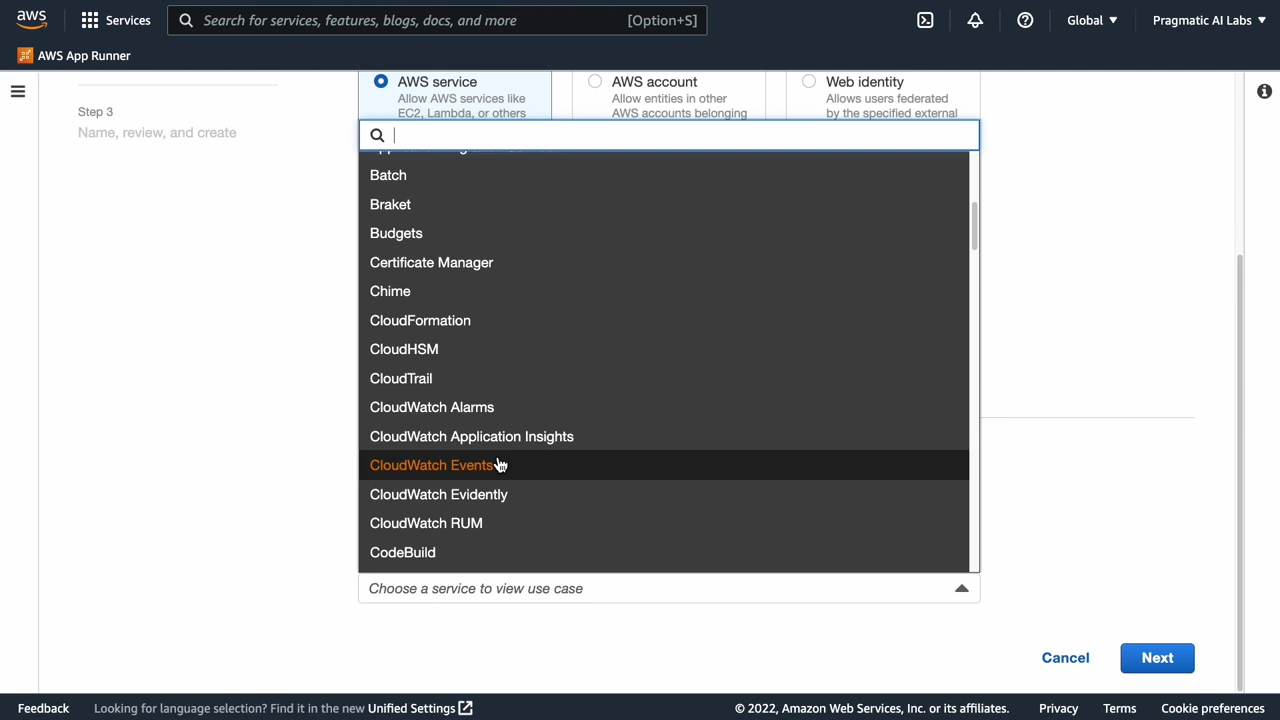 aws
Services
Search for services, features, blogs, docs, and more
[Option+S]
Global
Pragmatic AI Labs
AWS App Runner
AWS service
Allow AWS services like
EC2, Lambda, or others
AWS account
Allow entities in other
AWS accounts belonging
Web identity
Allows users federated
by the specified external
Step 3
Name, review, and create
Batch
Braket
Budgets
Certificate Manager
Chime
CloudFormation
CloudHSM
CloudTrail
CloudWatch Alarms
CloudWatch Application Insights
CloudWatch Events
CloudWatch Evidently
CloudWatch RUM
CodeBuild
Choose a service to view use case
Cancel
Next
Feedback
Looking for language selection? Find it in the new Unified Settings
© 2022, Amazon Web Services, Inc. or its affiliates.
Privacy
Terms
Cookie preferences